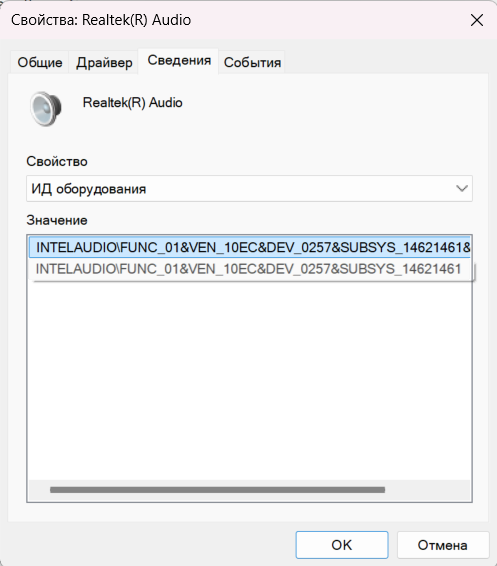 Свойства: Realtek(R) Audio
Общие Драйвер Сведения События
Realtek(R) Audio
Свойство
ИД оборудования
Значение
INTELAUDIO\FUNC_01&VEN_10EC&DEV_0257&SUBSYS_14621461&
INTELAUDIO\FUNC_01&VEN_10EC&DEV_0257&SUBSYS_14621461
OK Отмена